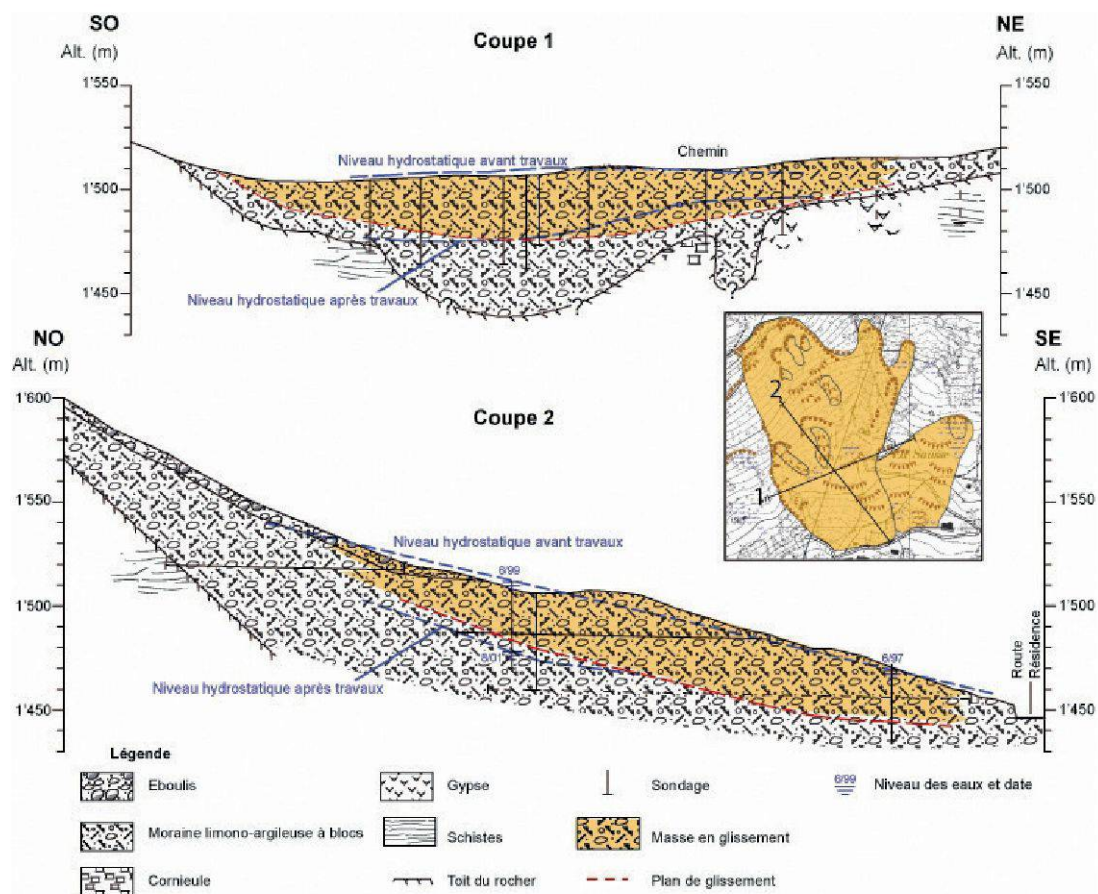 SO
NE
Alt. (m)
Coupe 1
Alt. (m)
1'550
1'550
Niveau hydrostatique avant travaux
Chemin
1'500
1'500
1'450
Niveau hydrostatique après travaux
?
?
1'450
NO
SE
Alt. (m)
Alt. (m)
1'600
Coupe 2
1'600
2
1
1'550
1'550
Niveau hydrostatique avant travaux
6/99
1'500
1'500
8/01
6/97
Niveau hydrostatique après travaux
Route
Résidence
1'450
1'450
Légende
Eboulis
Gypse
Sondage
6/99
Niveau des eaux et date
Moraine limono-argileuse à blocs
Schistes
Masse en glissement
Cornieule
Toit du rocher
Plan de glissement